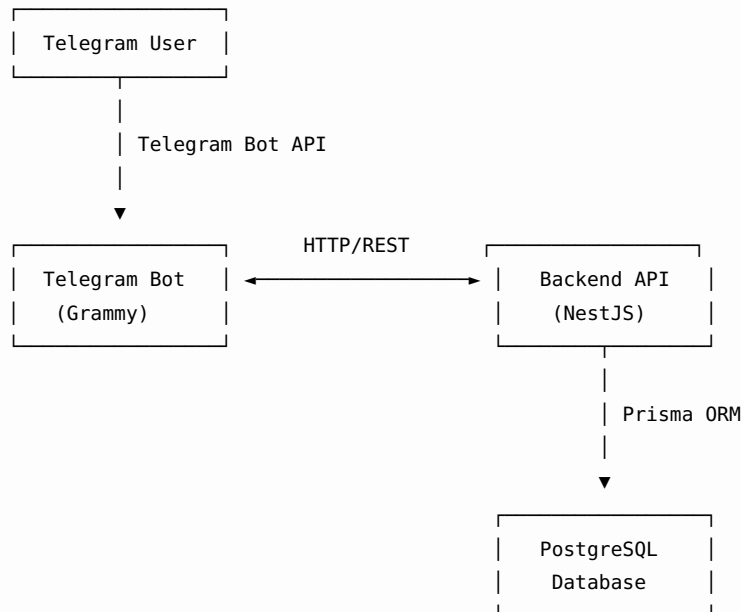 Telegram User
Telegram Bot API
HTTP/REST
Telegram Bot
(Grammy)
Backend API
(NestJS)
Prisma ORM
PostgreSQL
Database